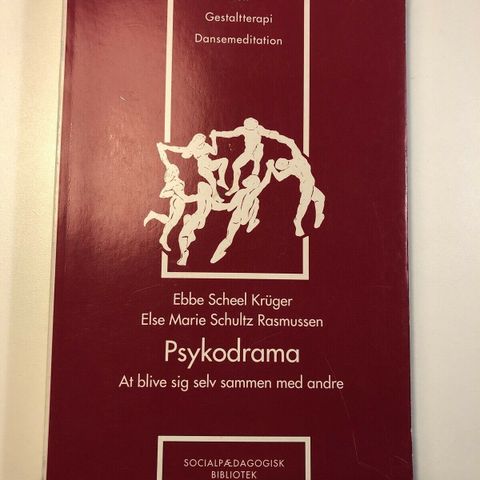 Gestaltterapi
Dansemeditation
Ebbe Scheel Krüger
Else Marie Schultz Rasmussen
Psykodrama
At blive sig selv sammen med andre
SOCIALPÆDAGOGISK
BIBLIOTEK